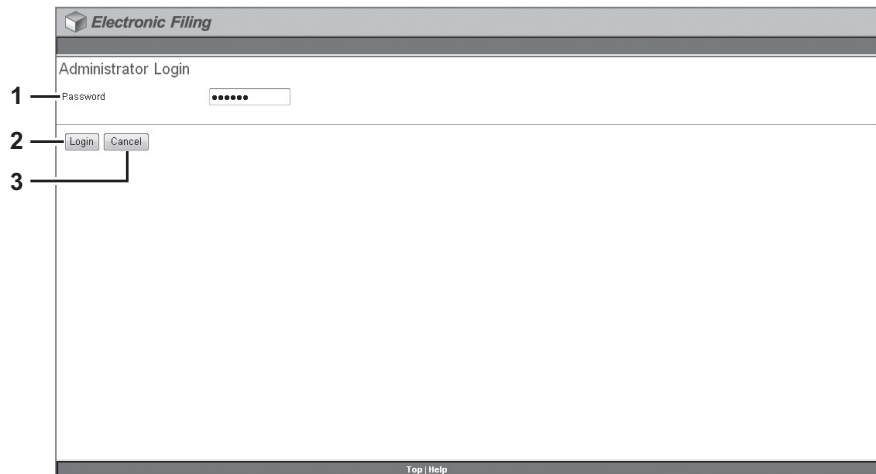 Electronic Filing
Administrator Login
1 Password ••••••
2 Login Cancel
3
Top | Help